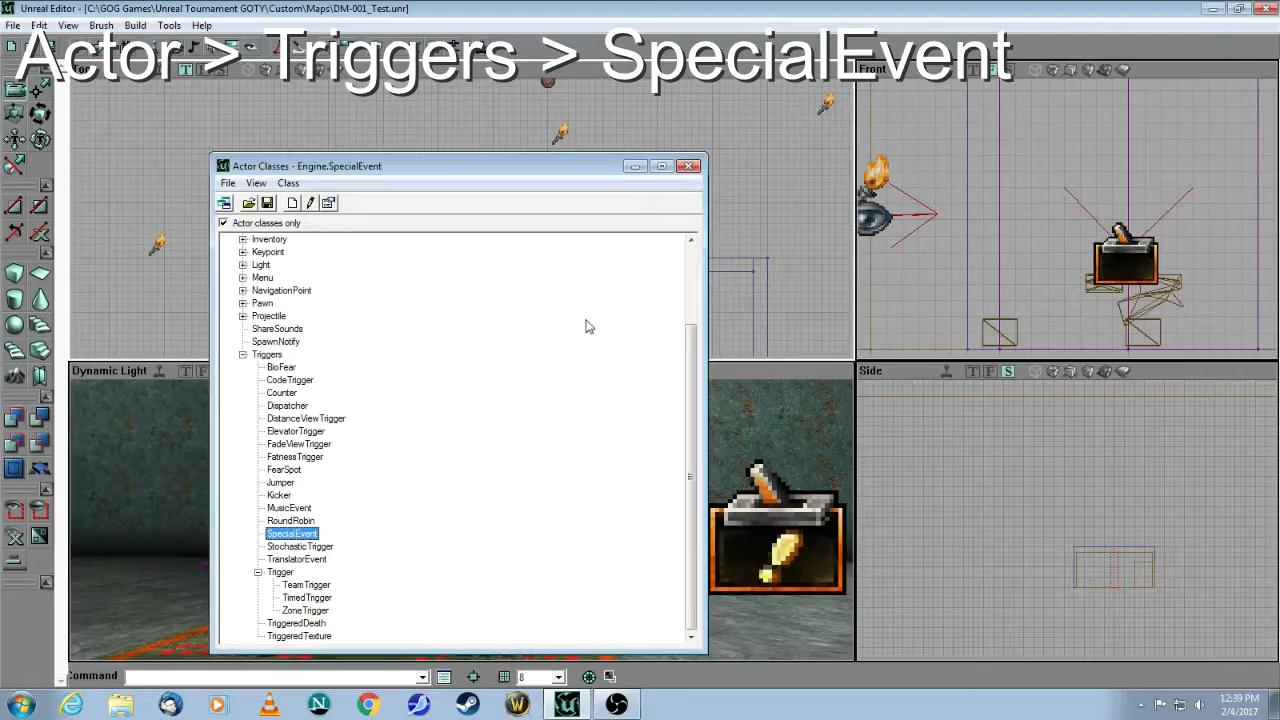 Unreal Editor - [C:\GOG Games\Unreal Tournament GOTY\Custom\Maps\DM-001_Test.unr]
File Edit View Brush Build Tools Help
Actor > Triggers > SpecialEvent
Front
Actor Classes - Engine.SpecialEvent
File View Class
Actor classes only
Inventory
Keypoint
Light
Menu
NavigationPoint
Pawn
Projectile
ShareSounds
SpawnNotify
Triggers
BioFear
CodeTrigger
Counter
Dispatcher
DistanceViewTrigger
ElevatorTrigger
FadeViewTrigger
FatnessTrigger
FearSpot
Jumper
Kicker
MusicEvent
RoundRobin
SpecialEvent
StochasticTrigger
TranslatorEvent
Trigger
TeamTrigger
TimedTrigger
ZoneTrigger
TriggeredDeath
TriggeredTexture
Dynamic Light T F
Side T F S
Command
8
12:39 PM
2/4/2017